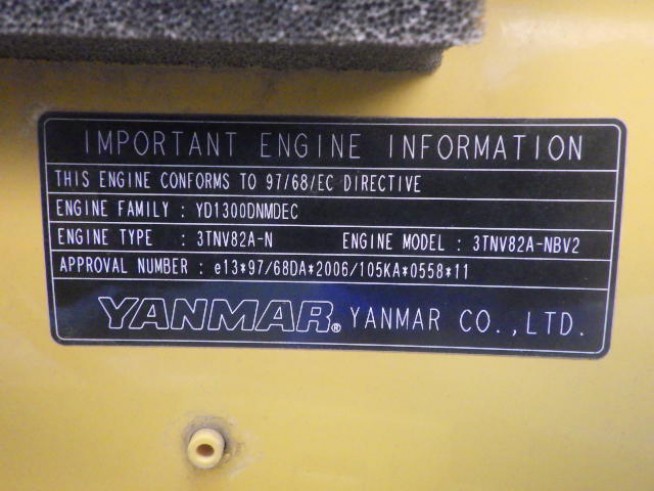 IMPORTANT ENGINE INFORMATION
THIS ENGINE CONFORMS TO 97/68/EC DIRECTIVE
ENGINE FAMILY : YD1300DNMDEC
ENGINE TYPE : 3TNV82A-N ENGINE MODEL : 3TNV82A-NBV2
APPROVAL NUMBER : e13*97/68DA*2006/105KA*0558*11
YANMAR® YANMAR CO.,LTD.